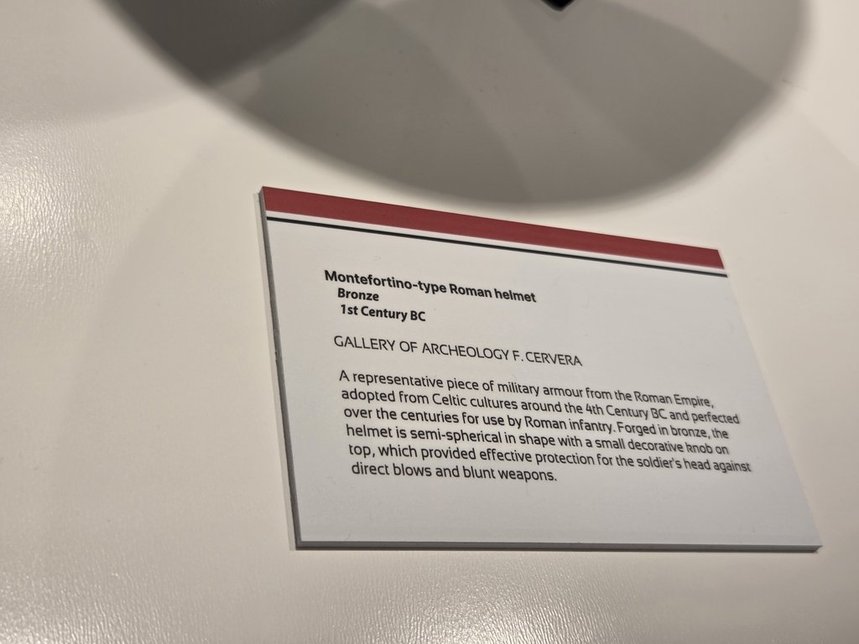 Montefortino-type Roman helmet
Bronze
1st Century BC
GALLERY OF ARCHEOLOGY F. CERVERA
A representative piece of military armour from the Roman Empire,
adopted from Celtic cultures around the 4th Century BC and perfected
over the centuries for use by Roman infantry. Forged in bronze, the
helmet is semi-spherical in shape with a small decorative knob on
top, which provided effective protection for the soldier's head against
direct blows and blunt weapons.